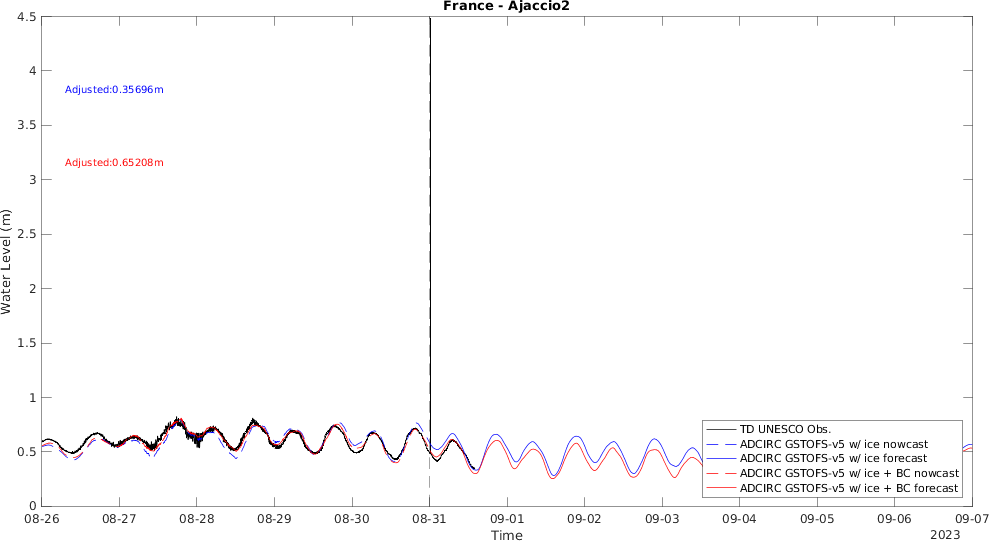 France - Ajaccio2
4.5
4
3.5
3
2.5
2
1.5
1
0.5
0
Water Level (m)
Adjusted:0.35696m
Adjusted:0.65208m
TD UNESCO Obs.
ADCIRC GSTOFS-v5 w/ ice nowcast
ADCIRC GSTOFS-v5 w/ ice forecast
ADCIRC GSTOFS-v5 w/ ice + BC nowcast
ADCIRC GSTOFS-v5 w/ ice + BC forecast
08-26 08-27 08-28 08-29 08-30 08-31 09-01 09-02 09-03 09-04 09-05 09-06 09-07
Time
2023